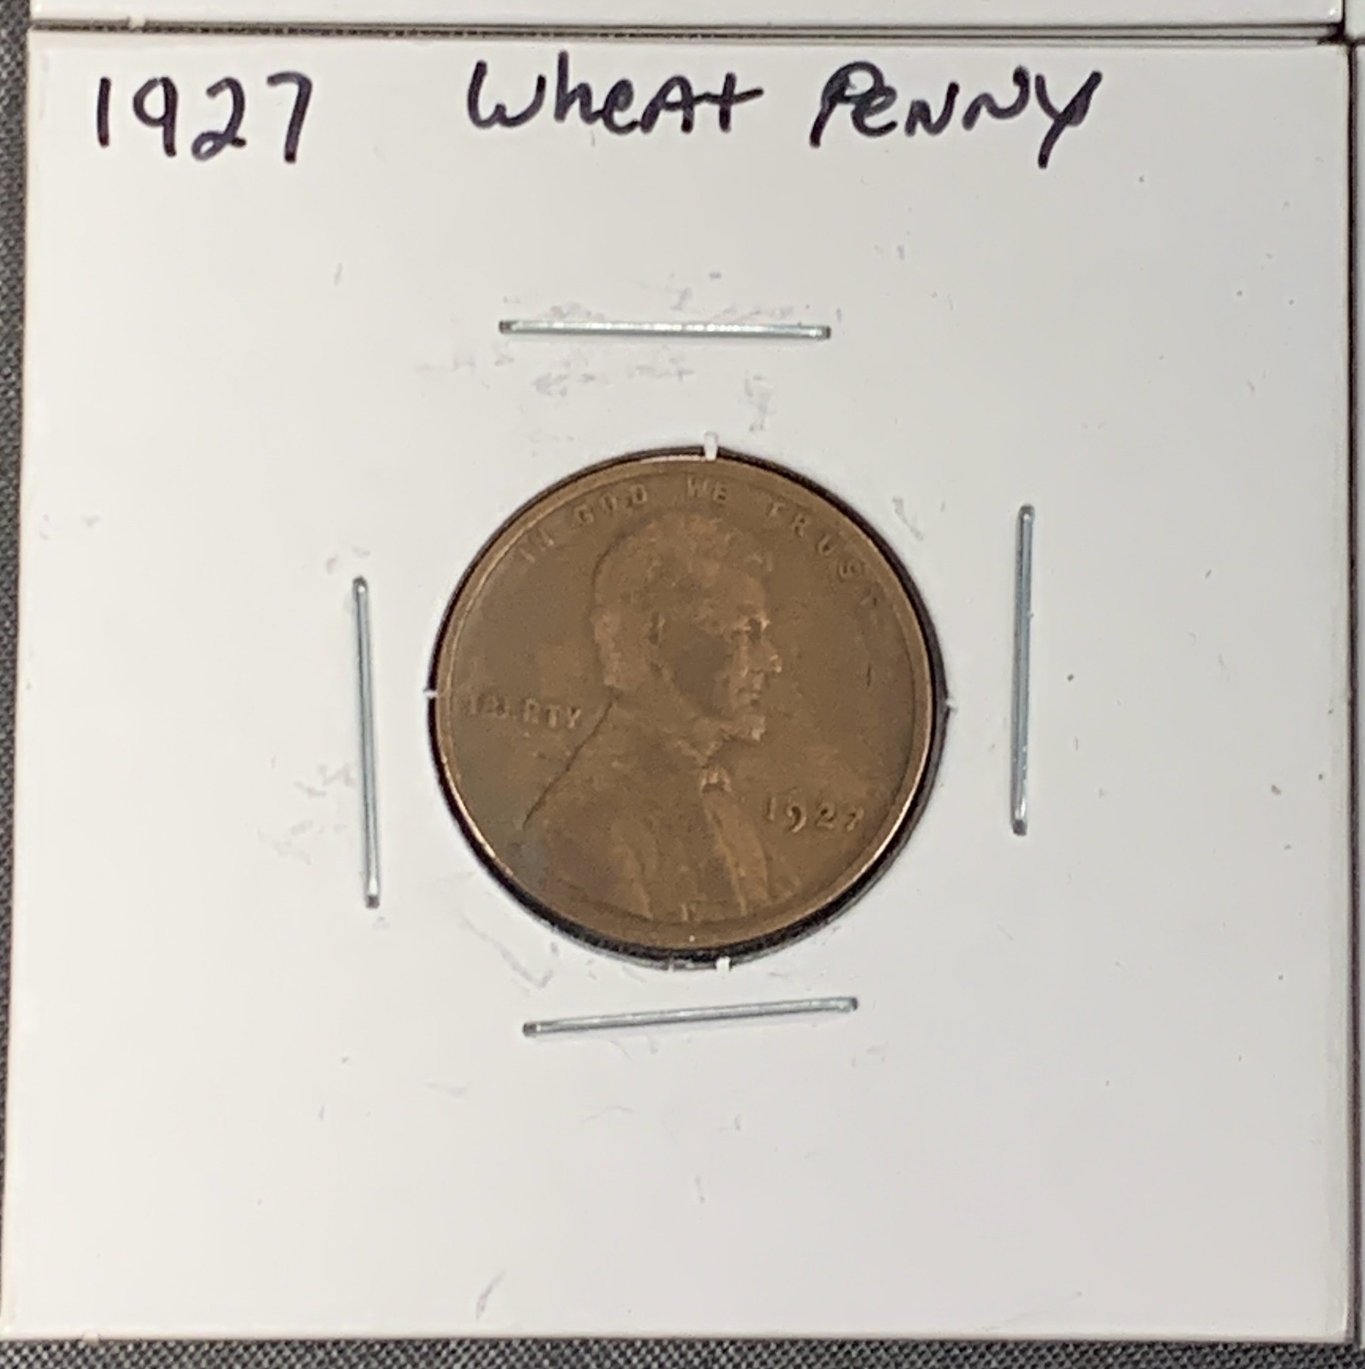 1927 Wheat Penny
IN GOD WE TRUST
LIBERTY
1927